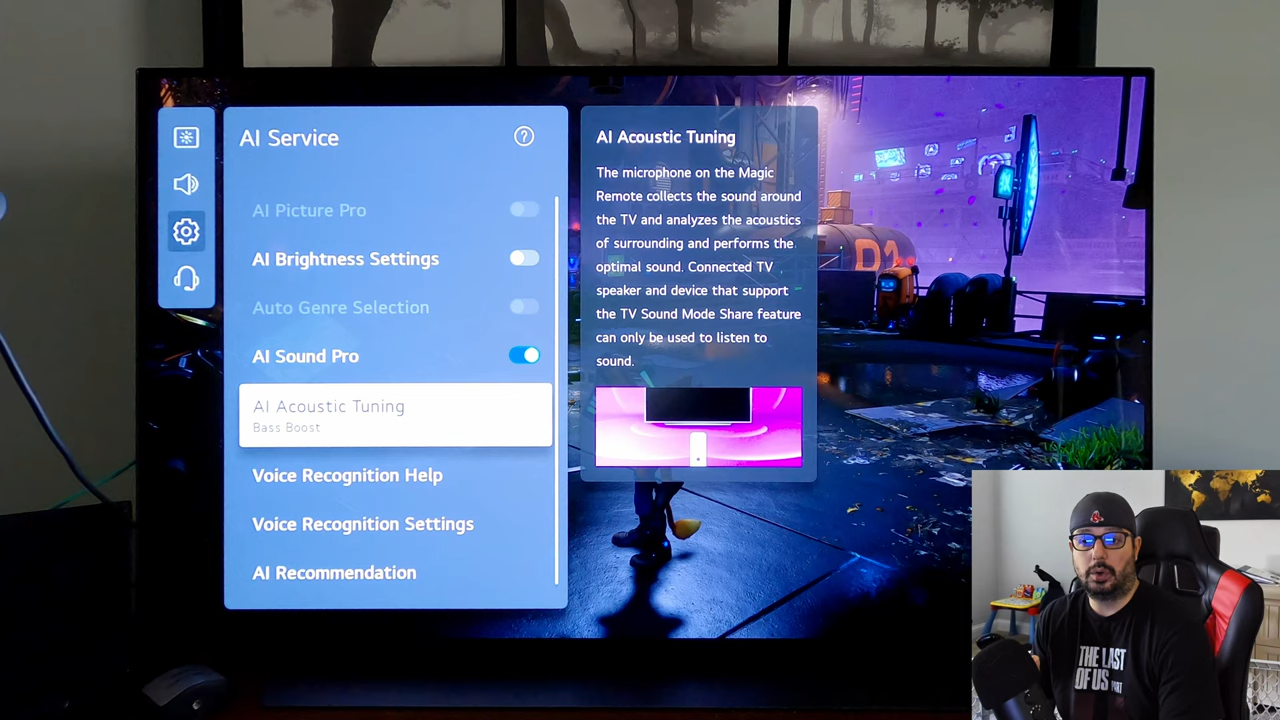 AI Service
?
AI Picture Pro
AI Brightness Settings
Auto Genre Selection
AI Sound Pro
AI Acoustic Tuning
Bass Boost
Voice Recognition Help
Voice Recognition Settings
AI Recommendation
AI Acoustic Tuning
The microphone on the Magic
Remote collects the sound around
the TV and analyzes the acoustics
of surrounding and performs the
optimal sound. Connected TV
speaker and device that support
the TV Sound Mode Share feature
can only be used to listen to
sound.
THE LAST
OF US PART